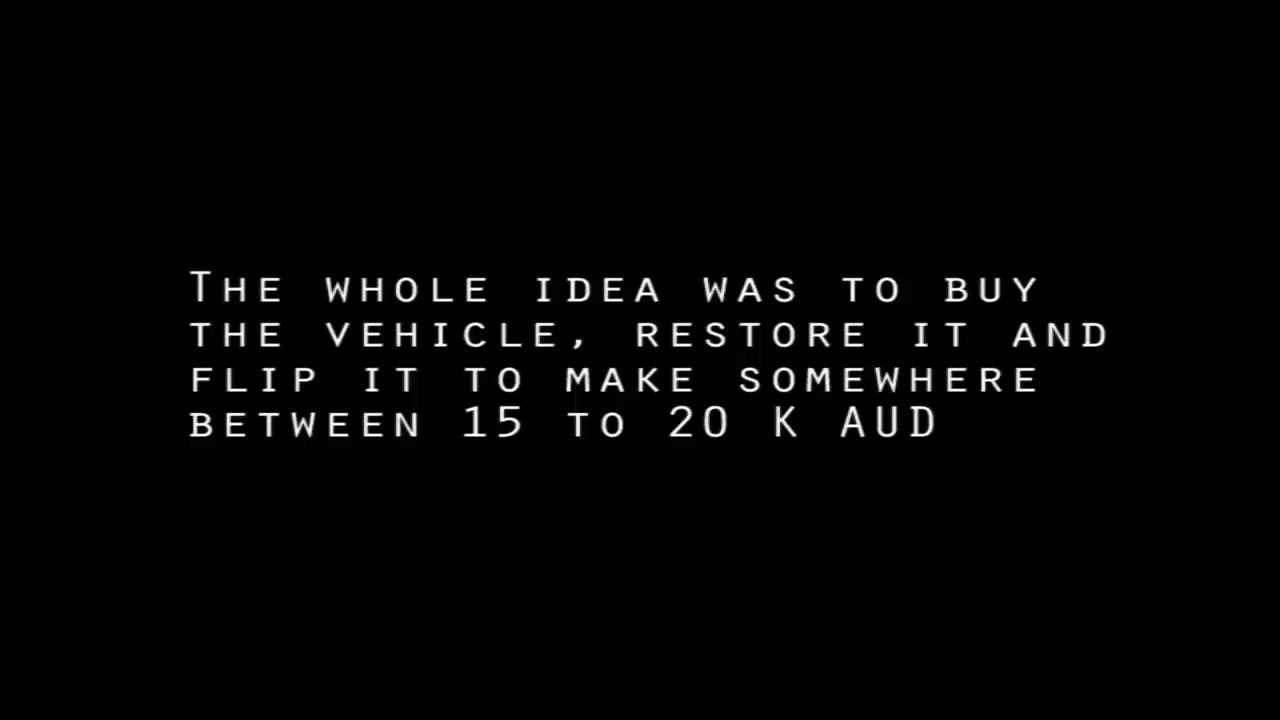 The whole idea was to buy
the vehicle, restore it and
flip it to make somewhere
between 15 to 20 K AUD